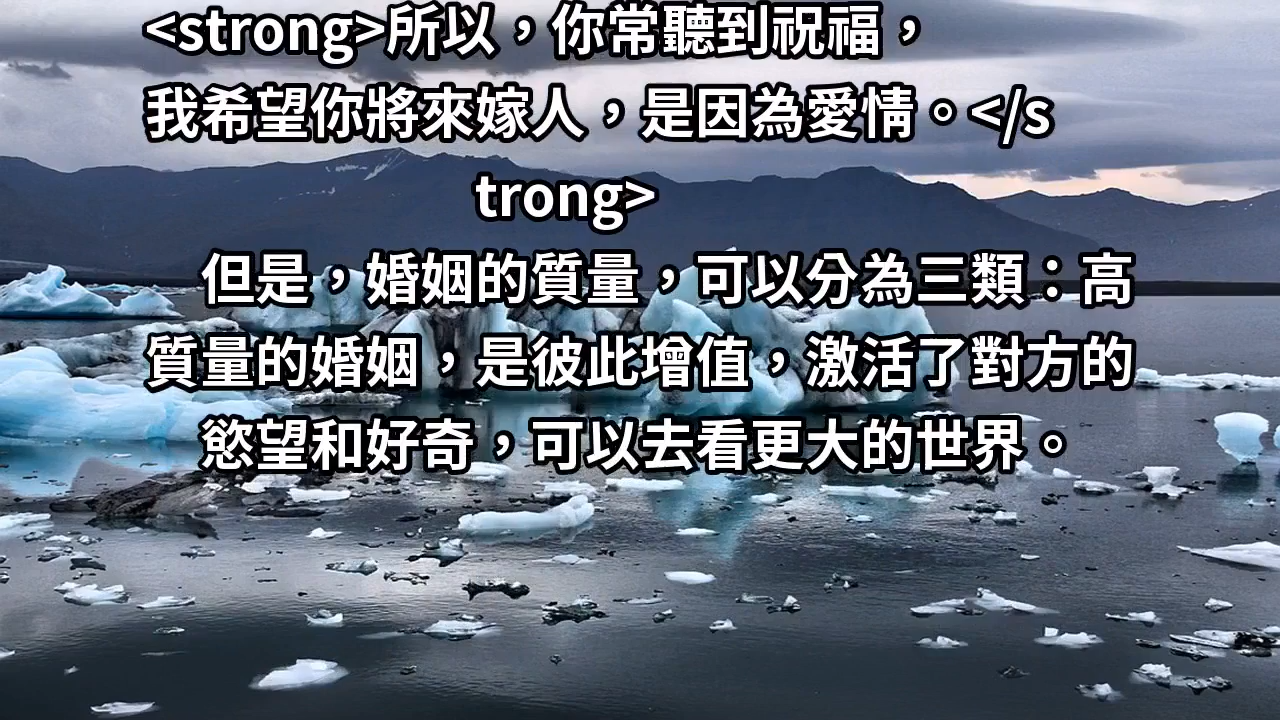 <strong>所以，你常聽到祝福，
我希望你將來嫁人，是因為愛情。</s
trong>
但是，婚姻的質量，可以分為三類：高
質量的婚姻，是彼此增值，激活了對方的
慾望和好奇，可以去看更大的世界。